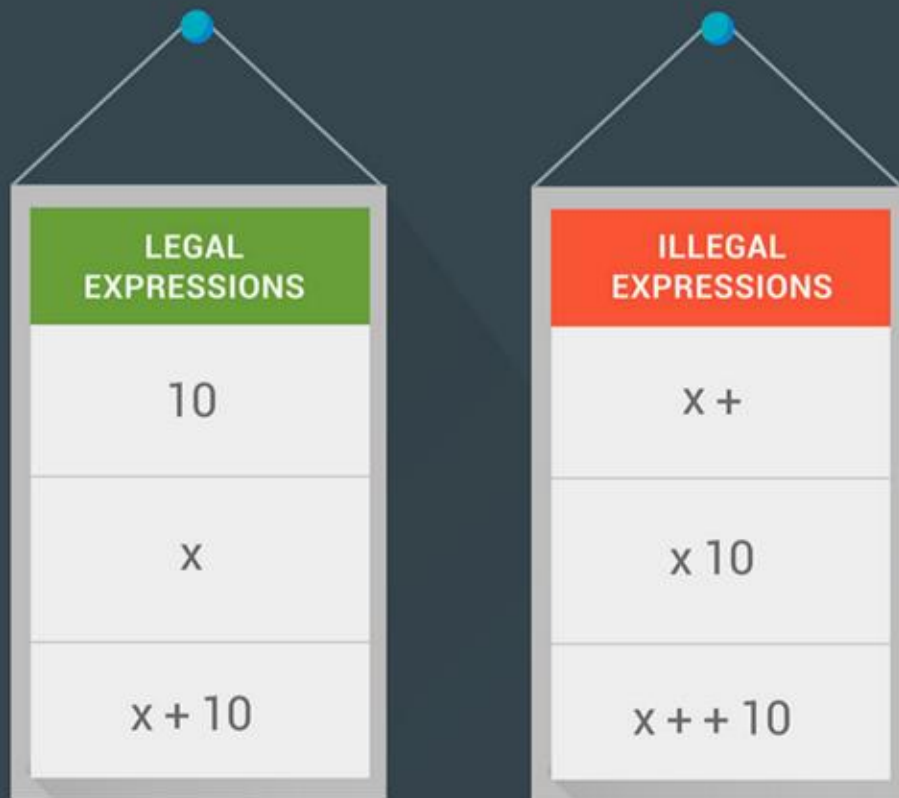 LEGAL
EXPRESSIONS
10
x
x + 10
ILLEGAL
EXPRESSIONS
x +
x 10
x + + 10